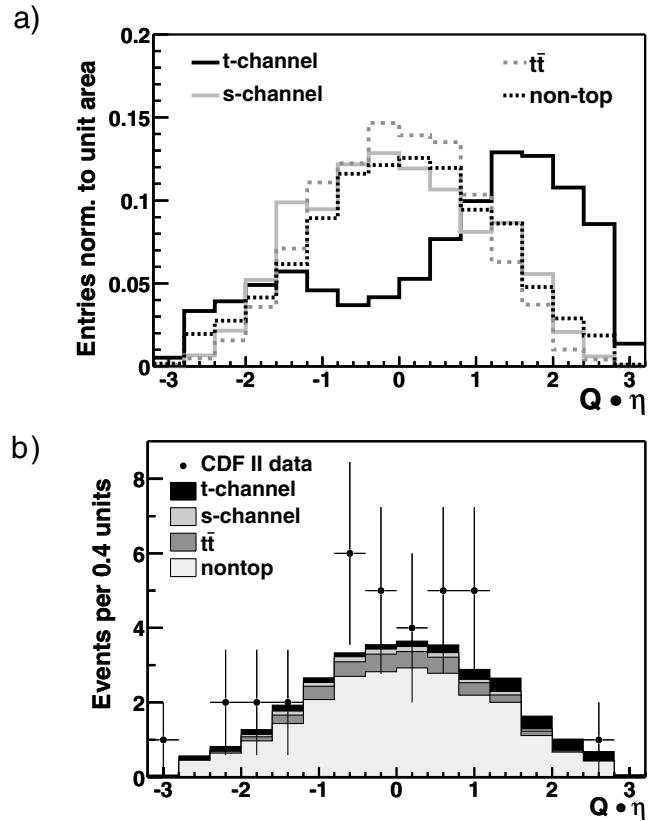 a)
Entries norm. to unit area
0.2
0.15
0.1
0.05
0
t-channel
s-channel
tt̄
non-top
-3 -2 -1 0 1 2 3
Q • η
b)
Events per 0.4 units
8
6
4
2
0
CDF II data
t-channel
s-channel
tt̄
nontop
-3 -2 -1 0 1 2 3
Q • η